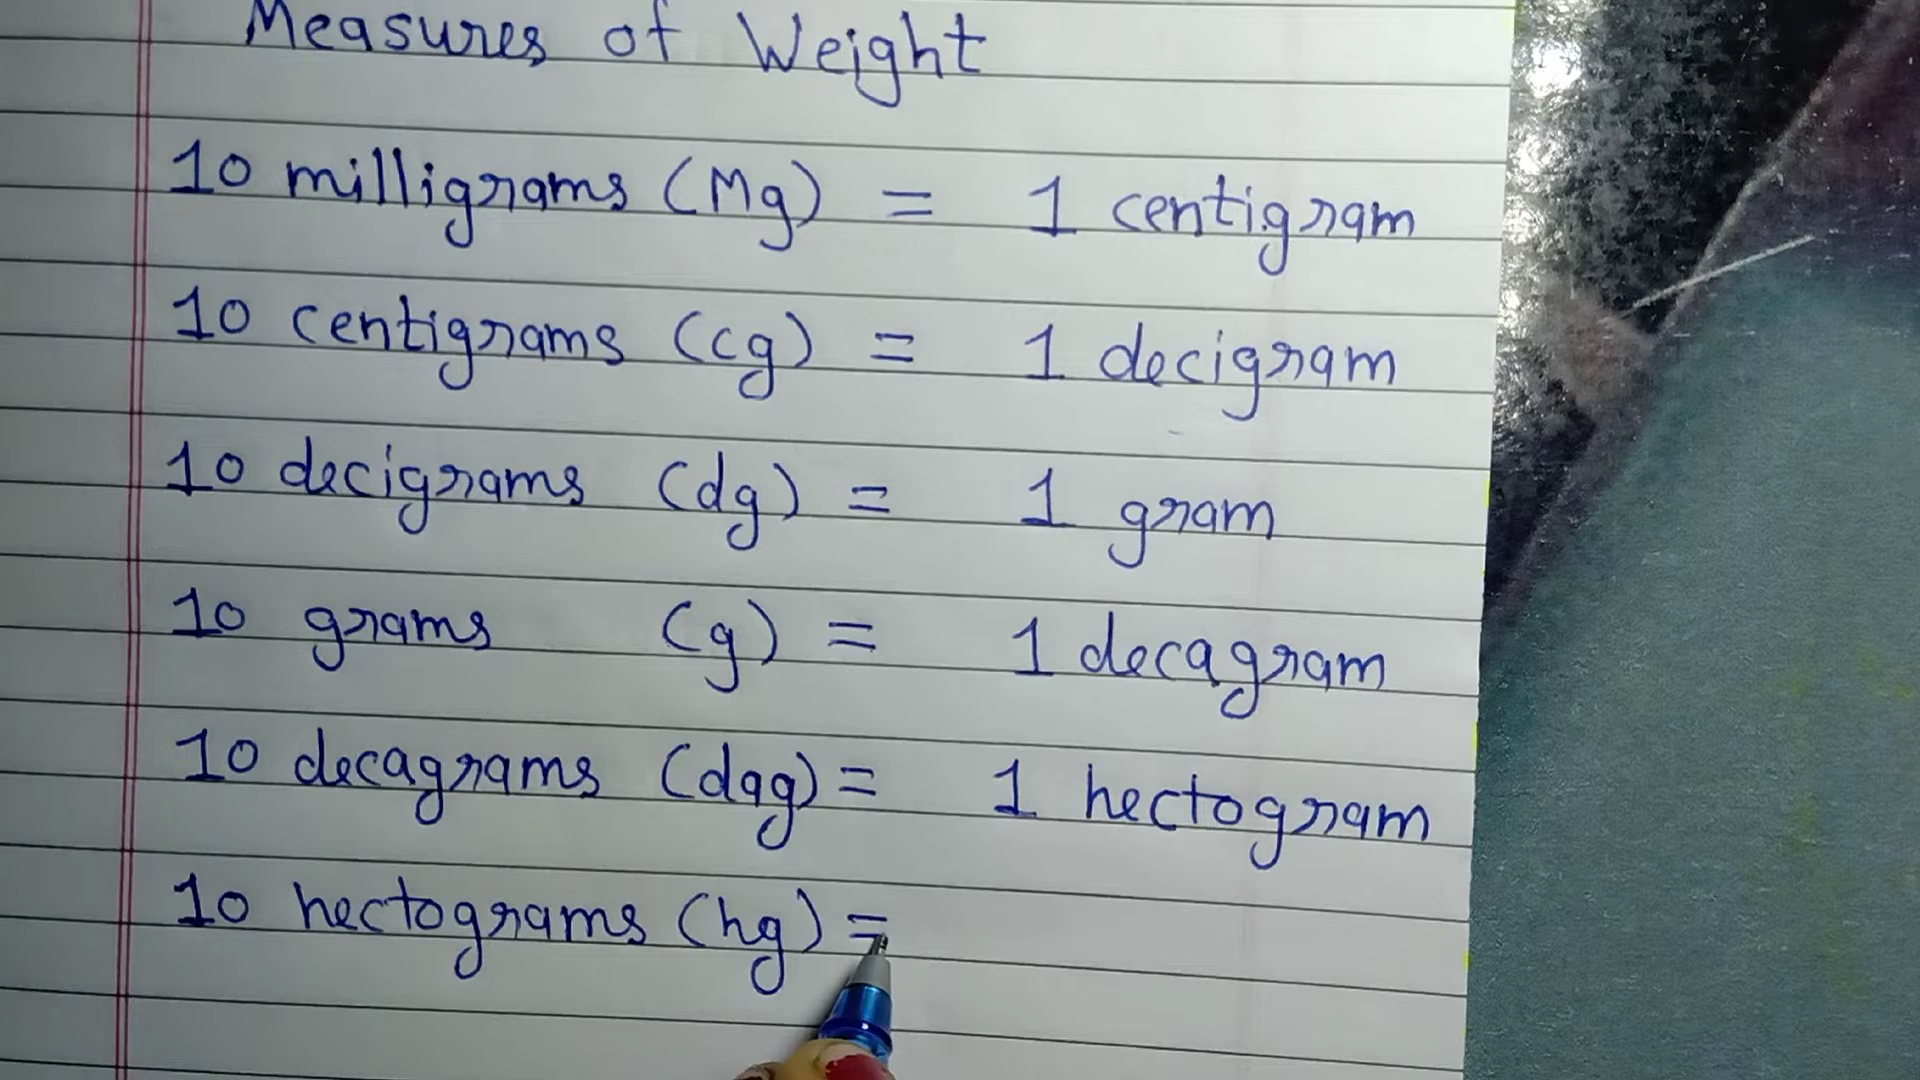 Measures of Weight
10 milligrams (Mg) = 1 centigram
10 centigrams (cg) = 1 decigram
10 decigrams (dg) = 1 gram
10 grams (g) = 1 decagram
10 decagrams (dag) = 1 hectogram
10 hectograms (hg) =